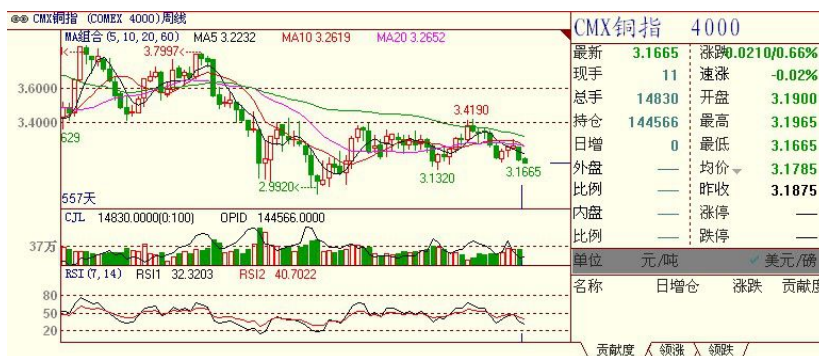 CMX铜指 (COMEX 4000)周线
MA组合(5,10,20,60) MA5 3.2232 MA10 3.2619 MA20 3.2652
3.7997
3.6000
3.4190
3.4000
629
3.1320
3.1665
2.9920
557天
CJL 14830.0000(0:100) OPID 144566.0000
37万
RSI(7,14) RSI1 32.3203 RSI2 40.7022
80
50
20
CMX铜指 4000
最新 3.1665 涨跌0.0210/0.66%
现手 11 速涨 -0.02%
总手 14830 开盘 3.1900
持仓 144566 最高 3.1965
日增 0 最低 3.1665
外盘 — 均价 3.1785
比例 — 昨收 3.1875
内盘 — 涨停 —
比例 — 跌停 —
单位 元/吨 ✓美元/磅
名称 日增仓 涨跌 贡献度
贡献度 领涨 领跌